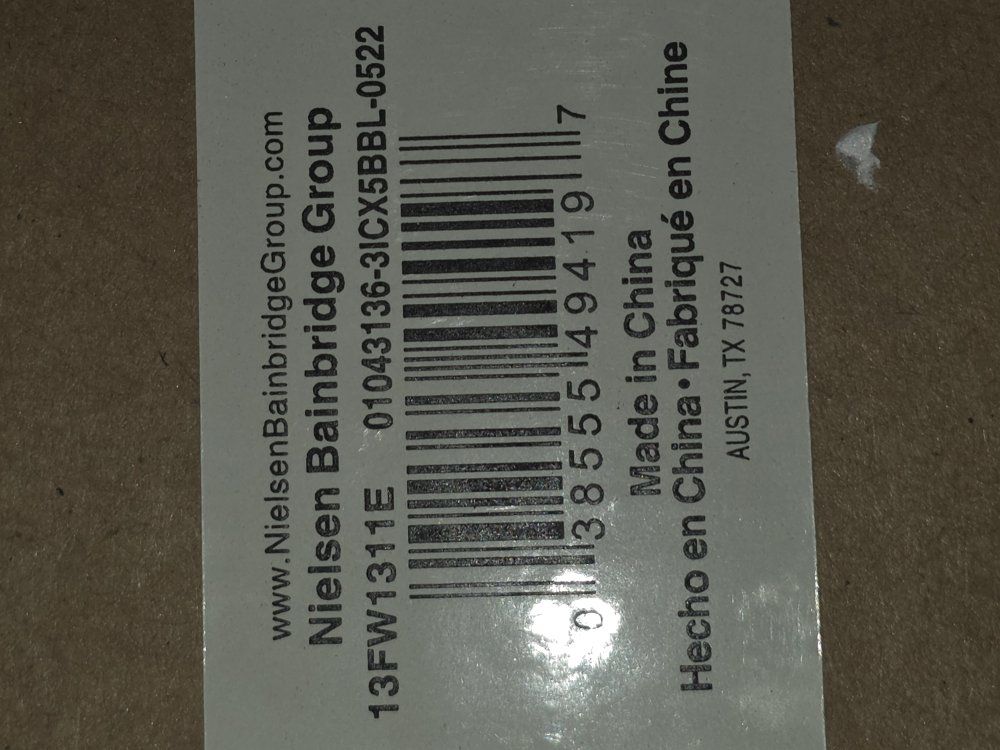 www.NielsenBainbridgeGroup.com
Nielsen Bainbridge Group
13FW1311E 01043136-3ICX5BBL-0522
0 38555 49419 7
Made in China
Hecho en China • Fabriqué en Chine
AUSTIN, TX 78727